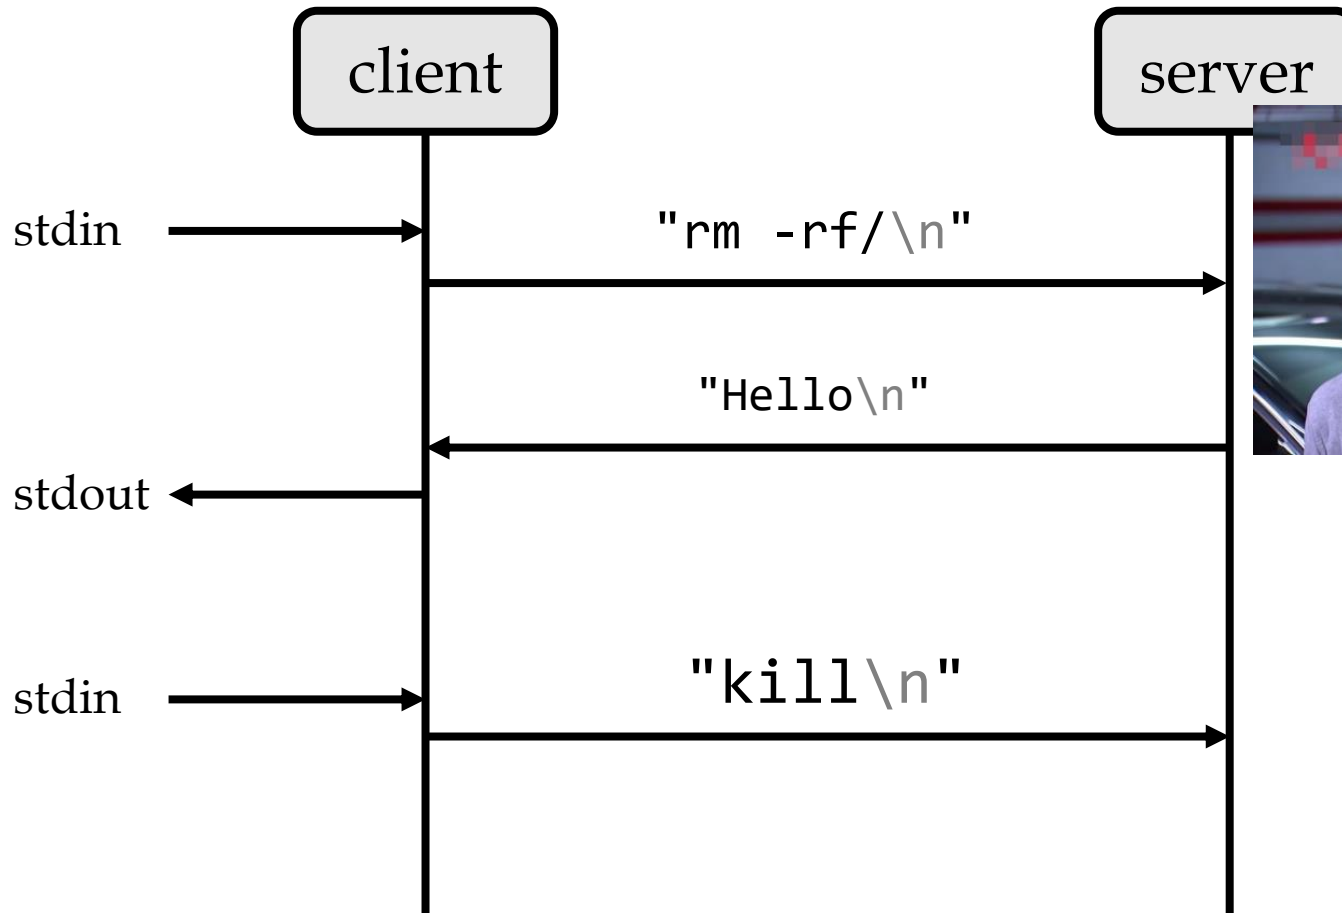 client
server
stdin
"rm -rf/\n"
"Hello\n"
stdout
stdin
"kill\n"